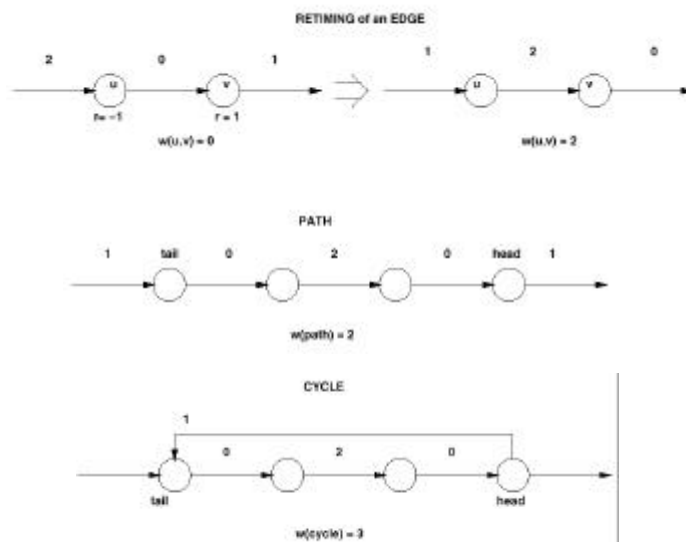 RETIMING of an EDGE
2 0 1 1 2 0
u v u v
r= -1 r = 1
w(u,v) = 0 w(u,v) = 2
PATH
1 tail 0 2 0 head 1
w(path) = 2
CYCLE
1
0 2 0
tail head
w(cycle) = 3